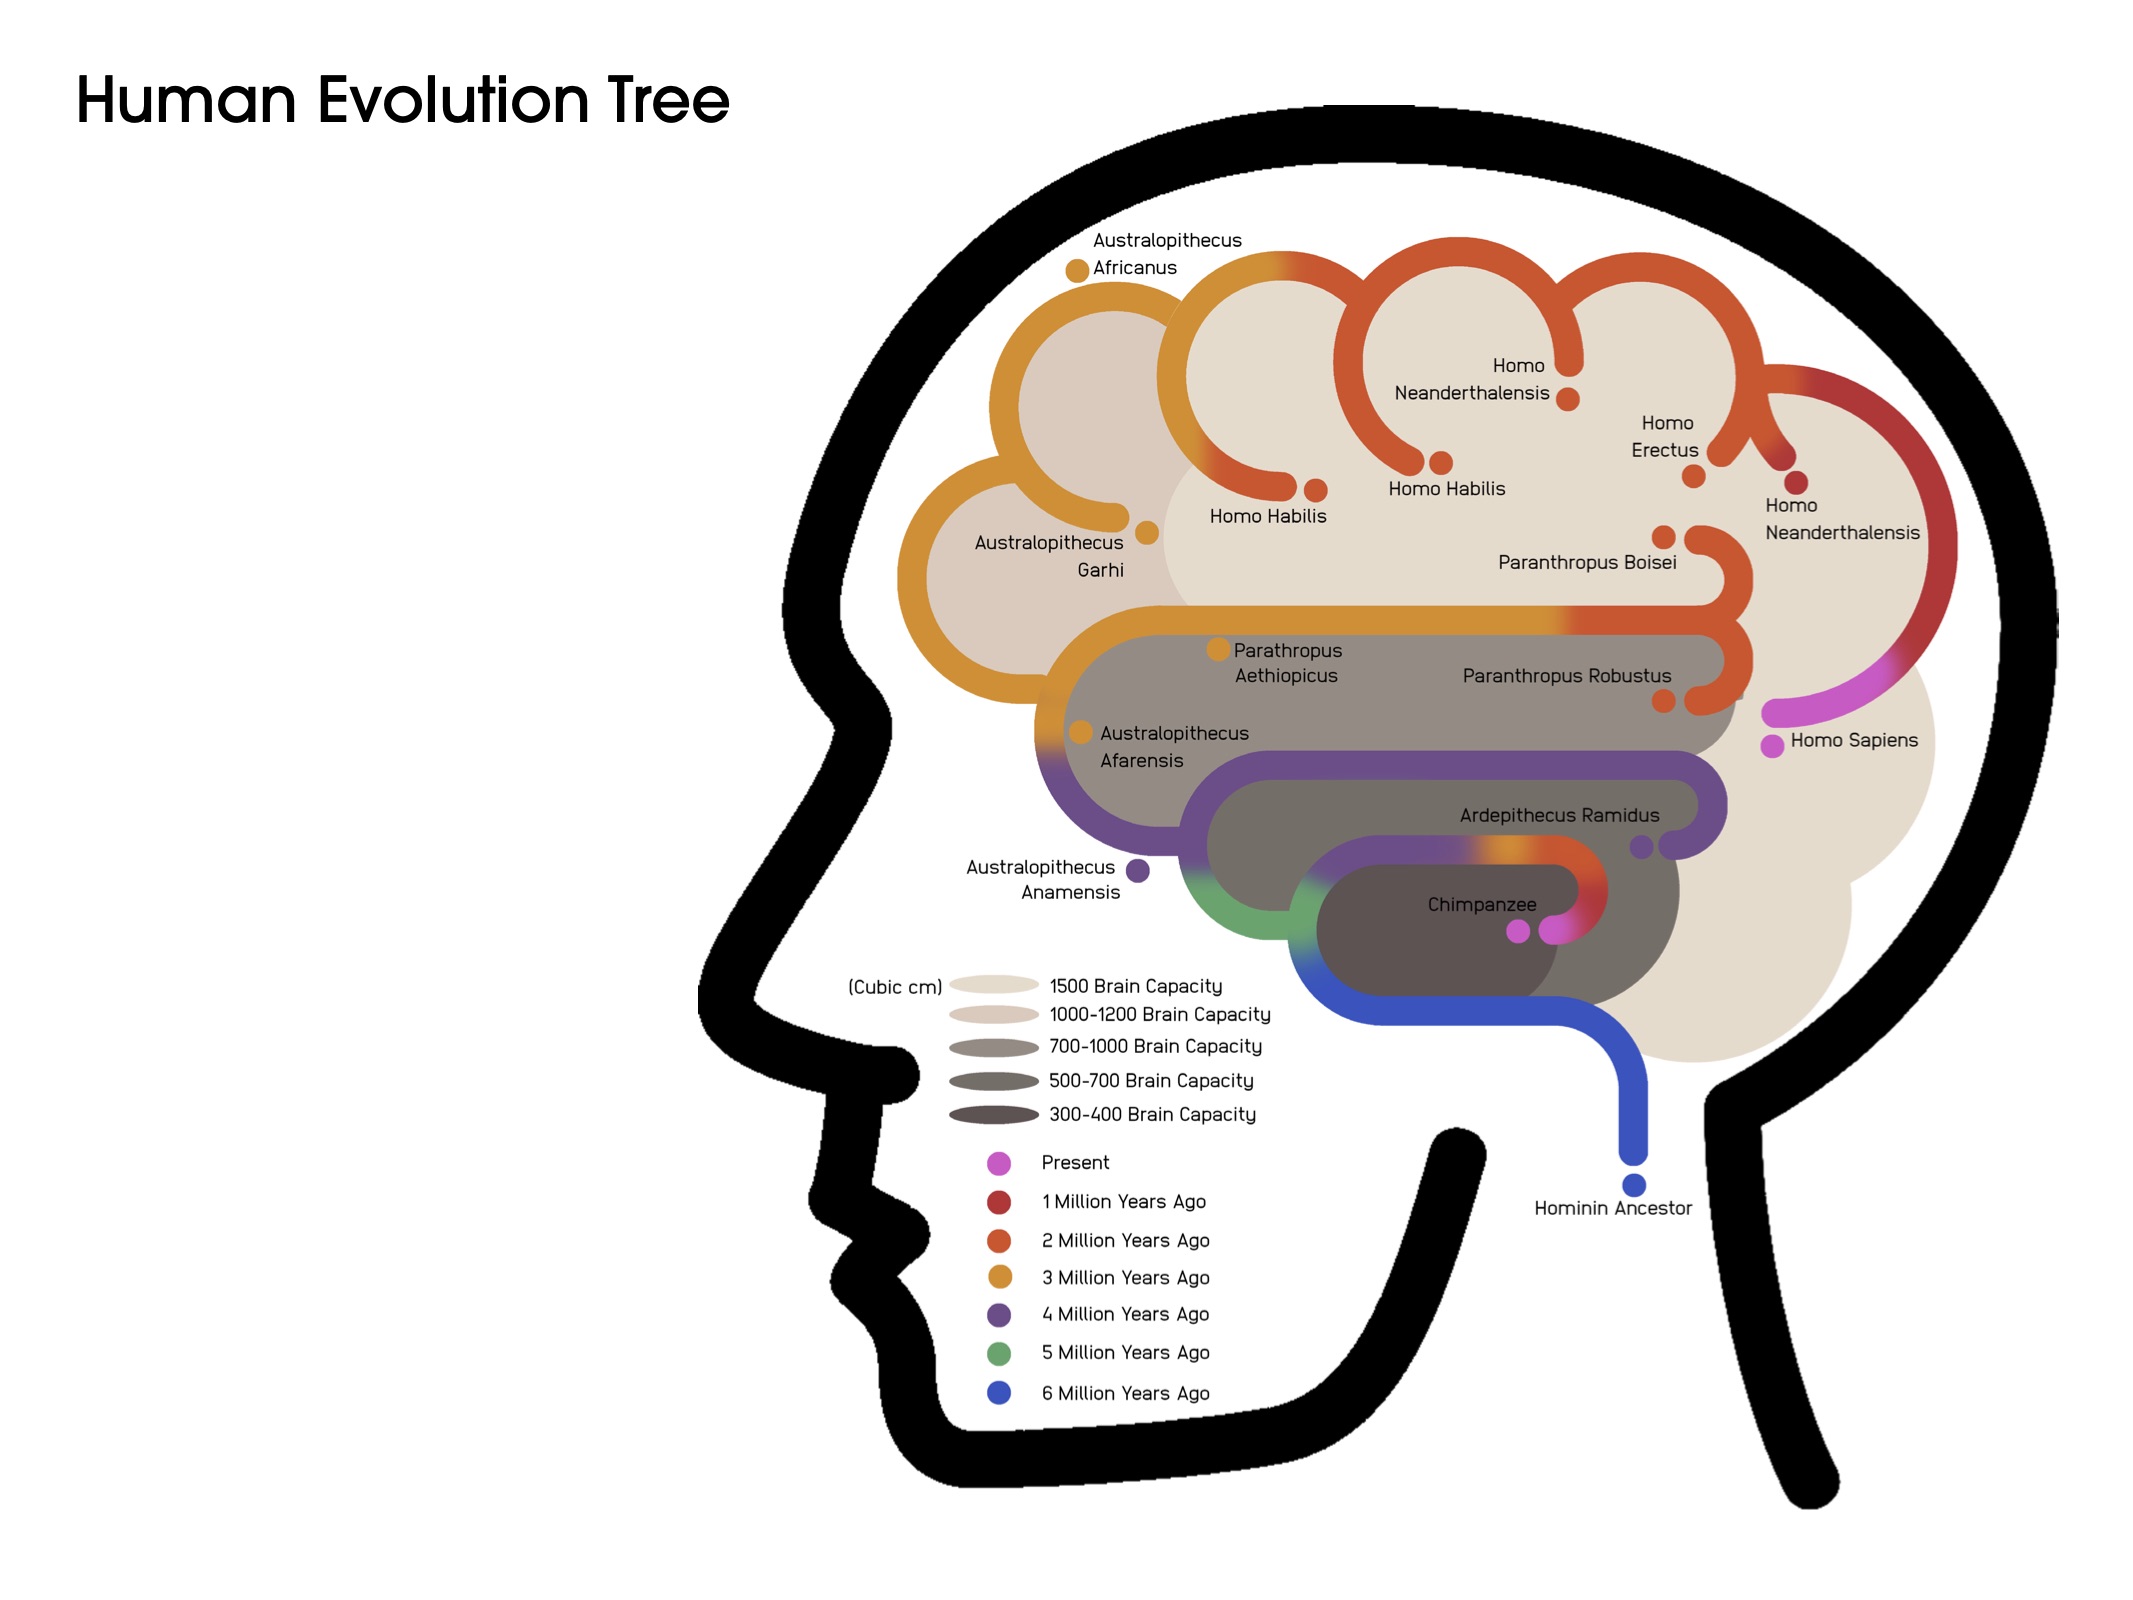 Human Evolution Tree
Australopithecus
Africanus
Homo
Neanderthalensis
Homo
Erectus
Homo Habilis
Homo Habilis
Homo
Neanderthalensis
Australopithecus
Garhi
Paranthropus Boisei
Parathropus
Aethiopicus
Paranthropus Robustus
Australopithecus
Afarensis
Homo Sapiens
Ardepithecus Ramidus
Australopithecus
Anamensis
Chimpanzee
(Cubic cm)
1500 Brain Capacity
1000-1200 Brain Capacity
700-1000 Brain Capacity
500-700 Brain Capacity
300-400 Brain Capacity
Present
1 Million Years Ago
2 Million Years Ago
3 Million Years Ago
4 Million Years Ago
5 Million Years Ago
6 Million Years Ago
Hominin Ancestor